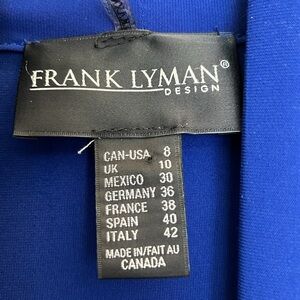 FRANK LYMAN®
DESIGN
CAN-USA 8
UK 10
MEXICO 30
GERMANY 36
FRANCE 38
SPAIN 40
ITALY 42
MADE IN/FAIT AU
CANADA